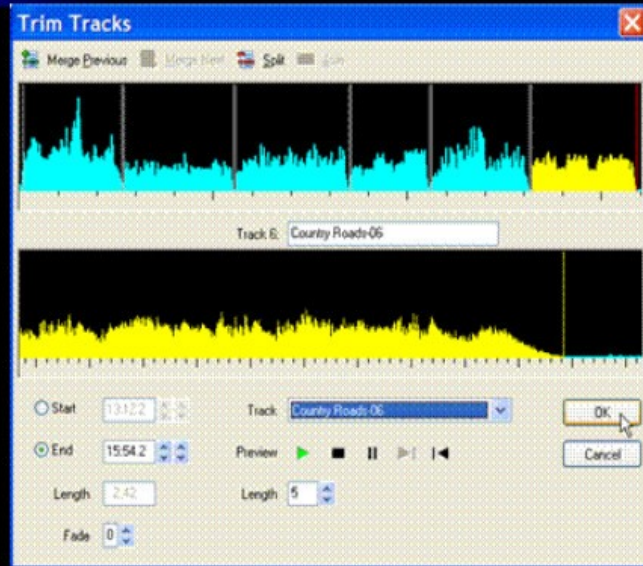 Trim Tracks
Merge Previous Merge Next Split Join
Track 6: Country Roads-06
Start 13:12.2 Track Country Roads-06 OK
End 15:54.2 Preview Cancel
Length 2:42 Length 5
Fade 0